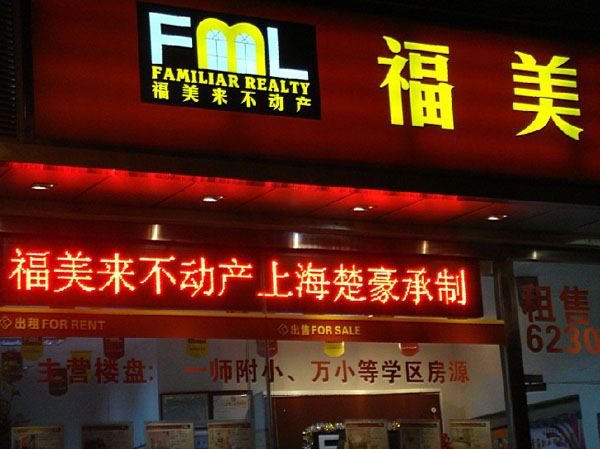 FML
FAMILIAR REALTY
福美来不动产
福美
福美来不动产上海楚豪承制
出租 FOR RENT
出售 FOR SALE
租售
6230
主营楼盘: 一师附小、万小等学区房源